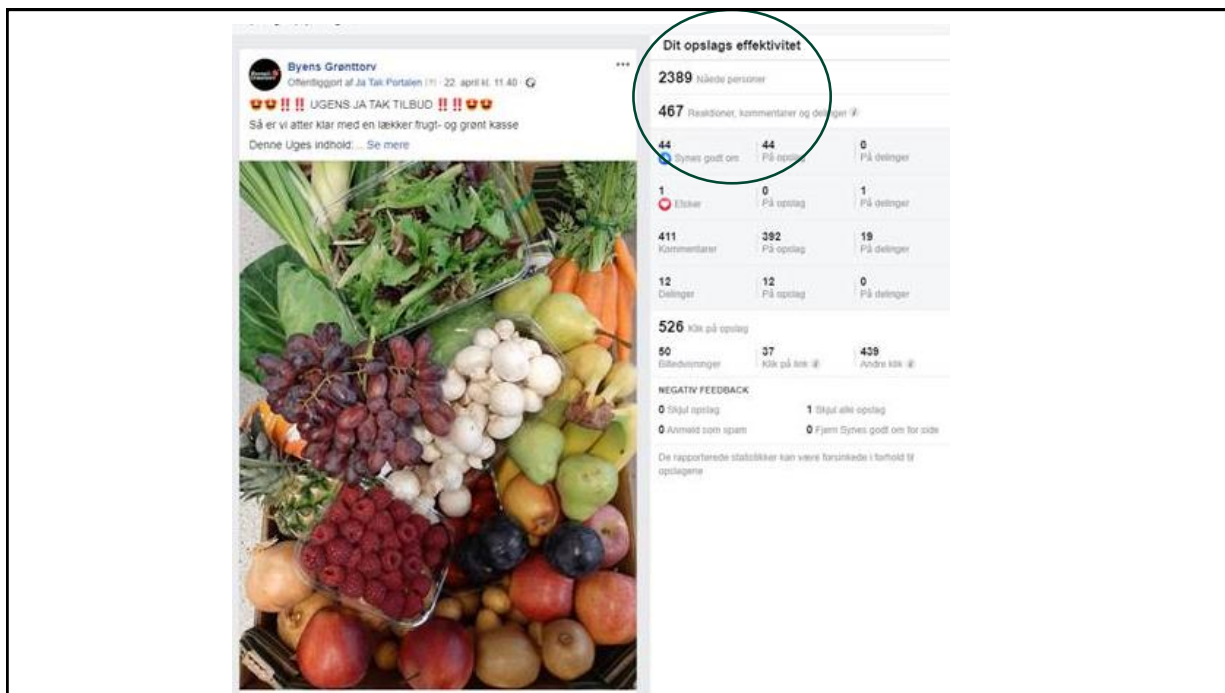 Byens Grønttorv
Offentliggjort af Ja Tak Portalen [?] · 22. april kl. 11.40 ·
‼️ ‼️ UGENS JA TAK TILBUD ‼️ ‼️
Så er vi atter klar med en lækker frugt- og grønt kasse
Denne Uges indhold:... Se mere
Dit opslags effektivitet
2389 Nåede personer
467 Reaktioner, kommentarer og delinger
44 44 0
Synes godt om På opslag På delinger
1 0 1
Elsker På opslag På delinger
411 392 19
Kommentarer På opslag På delinger
12 12 0
Delinger På opslag På delinger
526 Klik på opslag
50 37 439
Billedvisninger Klik på link Andre klik
NEGATIV FEEDBACK
0 Skjul opslag 1 Skjul alle opslag
0 Anmeld som spam 0 Fjern Synes godt om for side
De rapporterede statistikker kan være forsinkede i forhold til
opslagene